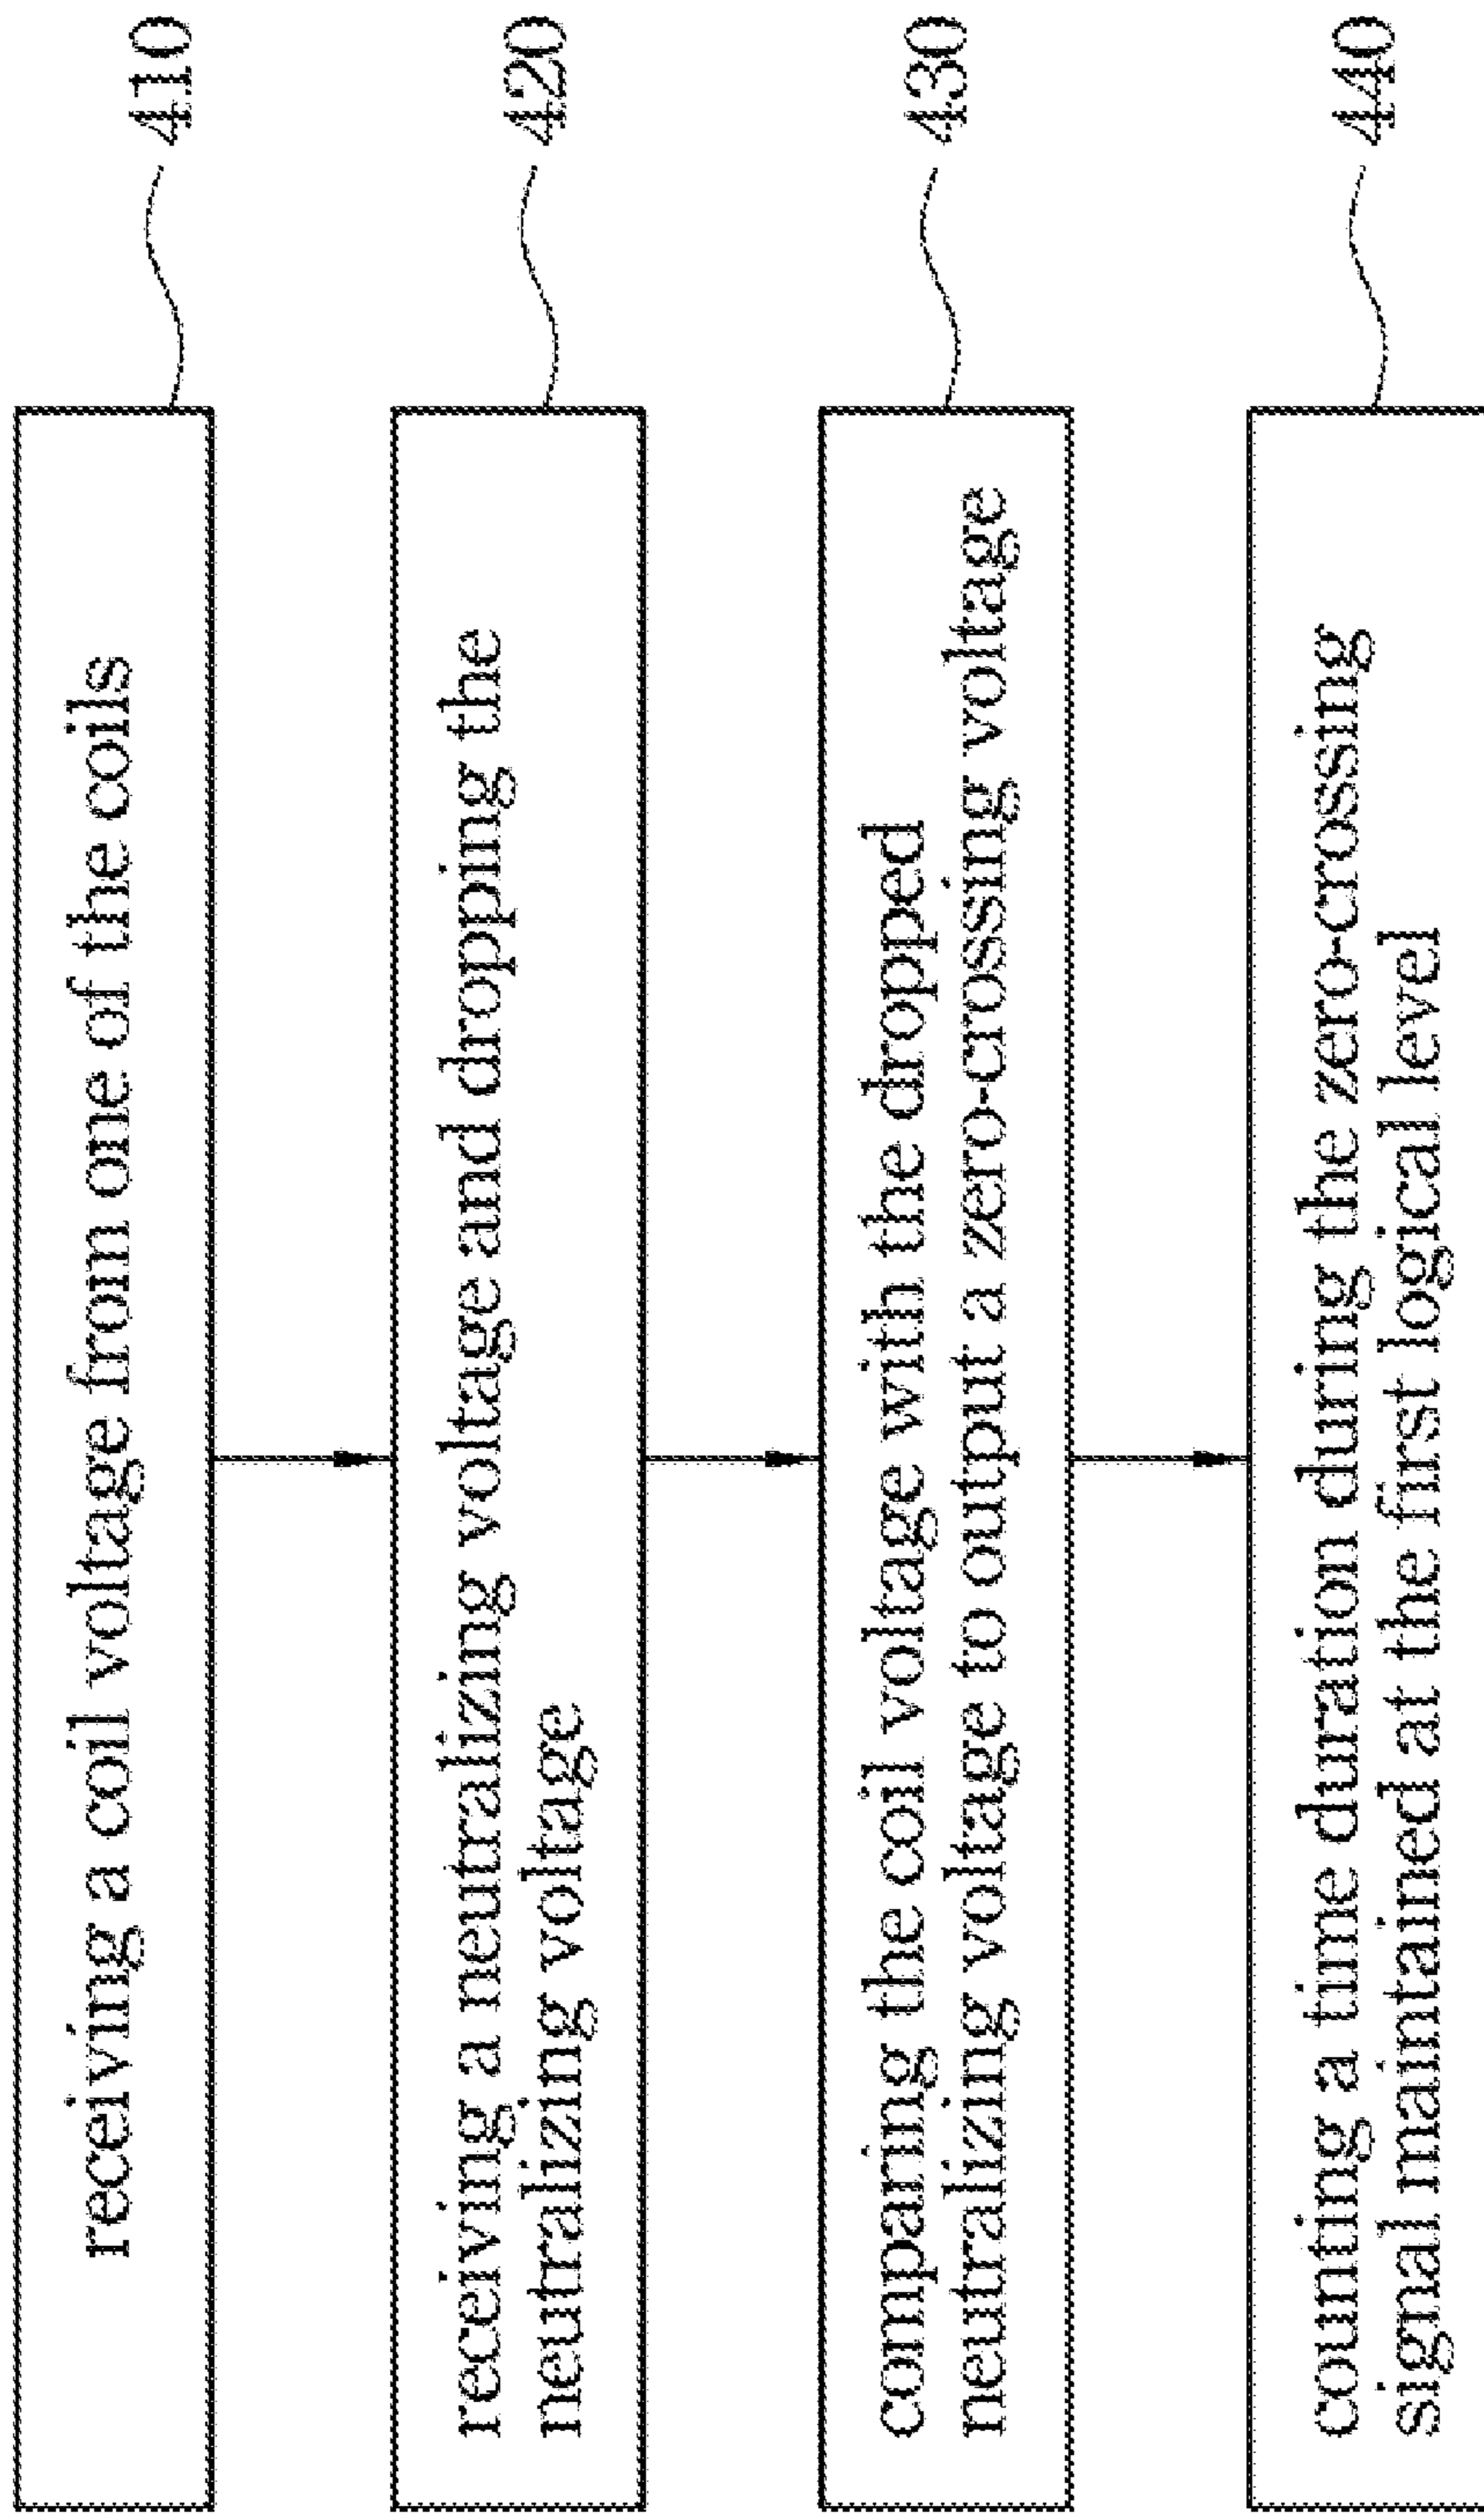 receiving a coil voltage from one of the coils
410
receiving a neutralizing voltage and dropping the
neutralizing voltage
420
comparing the coil voltage with the dropped
neutralizing voltage to output a zero-crossing voltage
430
counting a time duration during the zero-crossing
signal maintained at the first logical level
440